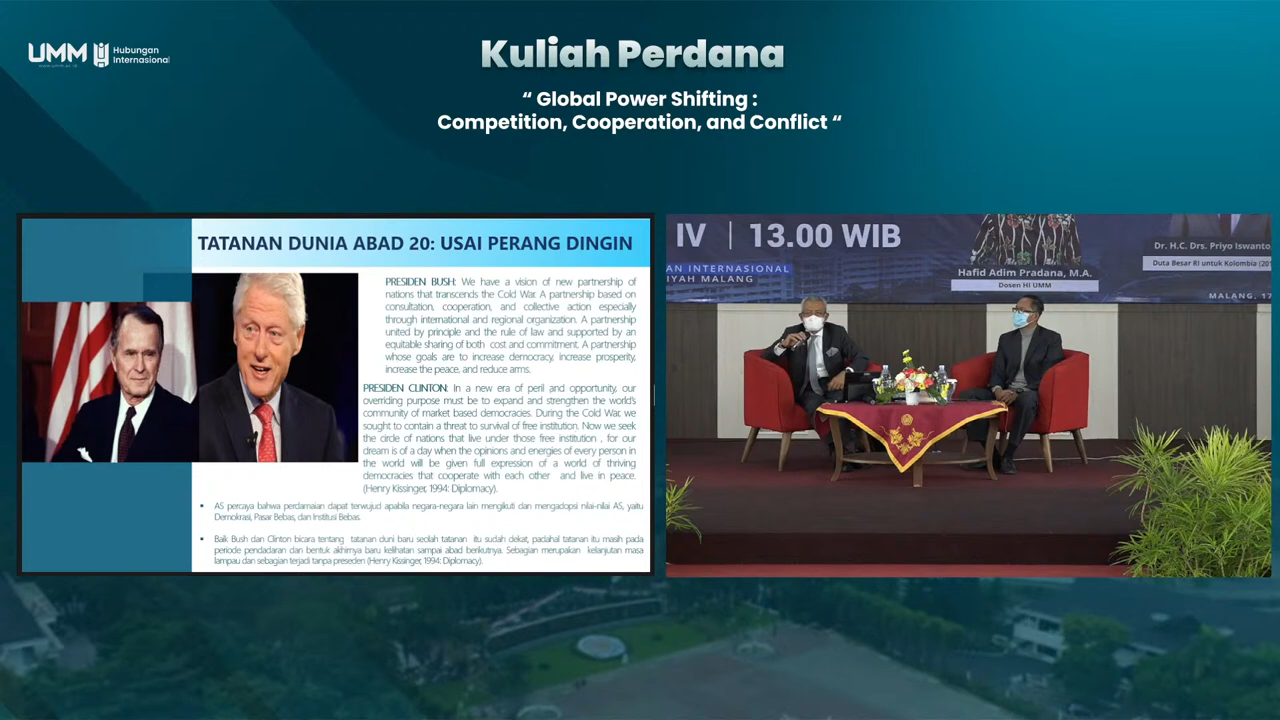 UMM
Hubungan
Internasional
Kuliah Perdana
“ Global Power Shifting :
Competition, Cooperation, and Conflict “
TATANAN DUNIA ABAD 20: USAI PERANG DINGIN
PRESIDEN BUSH: We have a vision of new partnership of
nations that transcends the Cold War. A partnership based on
consultation, cooperation, and collective action especially
through international and regional organization. A partnership
united by principle and the rule of law and supported by an
equitable sharing of both cost and commitment. A partnership
whose goals are to increase democracy, increase prosperity,
increase the peace, and reduce arms.
PRESIDEN CLINTON: In a new era of peril and opportunity, our
overriding purpose must be to expand and strengthen the world's
community of market based democracies. During the Cold War, we
sought to contain a threat to survival of free institution. Now we seek
the circle of nations that live under those free institution , for our
dream is of a day when the opinions and energies of every person in
the world will be given full expression of a world of thriving
democracies that cooperate with each other and live in peace.
(Henry Kissinger, 1994: Diplomacy).
▪ AS percaya bahwa perdamaian dapat terwujud apabila negara-negara lain mengikuti dan mengadopsi nilai-nilai AS, yaitu
Demokrasi, Pasar Bebas, dan Institusi Bebas.
▪ Baik Bush dan Clinton bicara tentang tatanan duni baru seolah tatanan itu sudah dekat, padahal tatanan itu masih pada
periode pendadaran dan bentuk akhirnya baru kelihatan sampai abad berikutnya. Sebagian merupakan kelanjutan masa
lampau dan sebagian terjadi tanpa preseden (Henry Kissinger, 1994: Diplomacy).
IV | 13.00 WIB
AN INTERNASIONAL
IYAH MALANG
Hafid Adim Pradana, M.A.
Dosen HI UMM
Dr. H.C. Drs. Priyo Iswanto,
Duta Besar RI untuk Kolombia (201
MALANG, 17